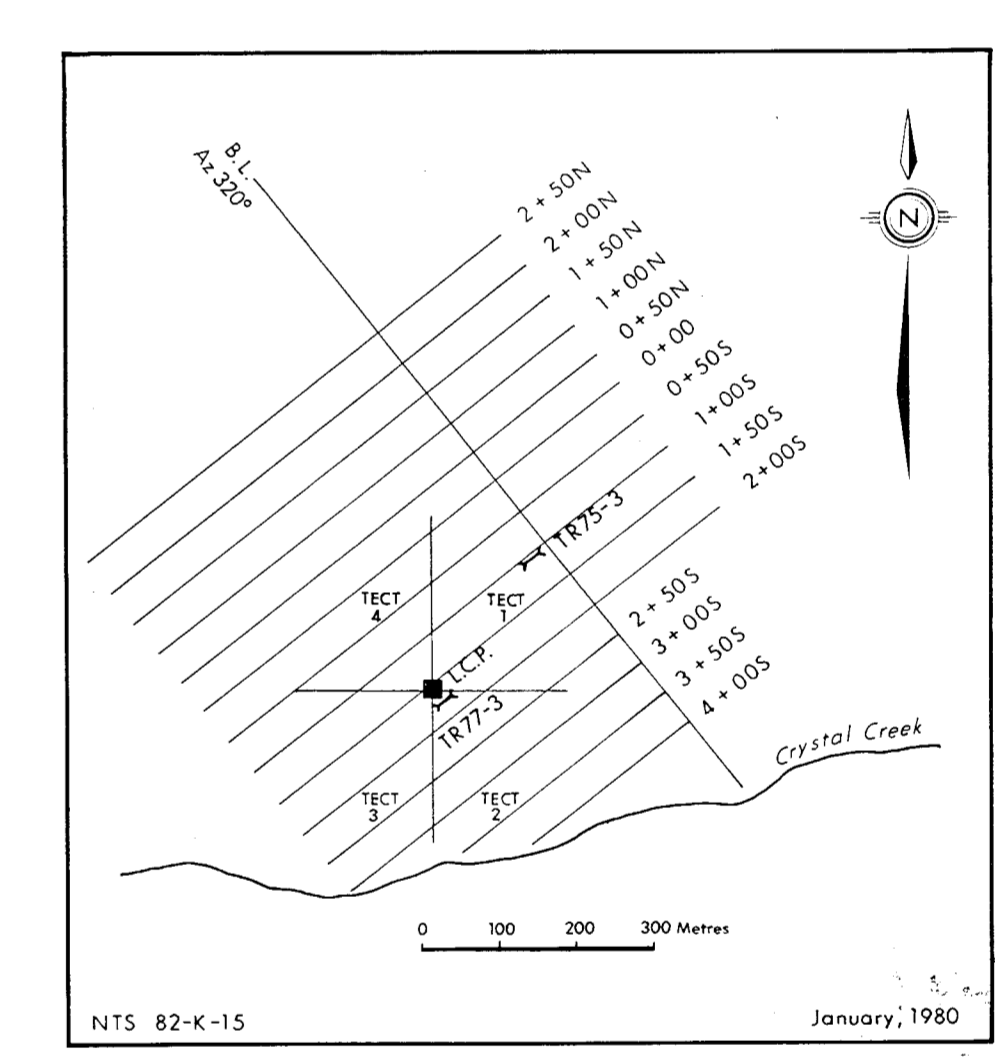 B.L.
Az 320°
2 + 50N
2 + 00N
1 + 50N
1 + 00N
0 + 50N
0 + 00
0 + 50S
1 + 00S
1 + 50S
2 + 00S
N
TR75-3
TECT
4
TECT
1
2 + 50S
3 + 00S
3 + 50S
4 + 00S
L.C.P.
TR77-3
Crystal Creek
TECT
3
TECT
2
0 100 200 300 Metres
NTS 82-K-15
January, 1980